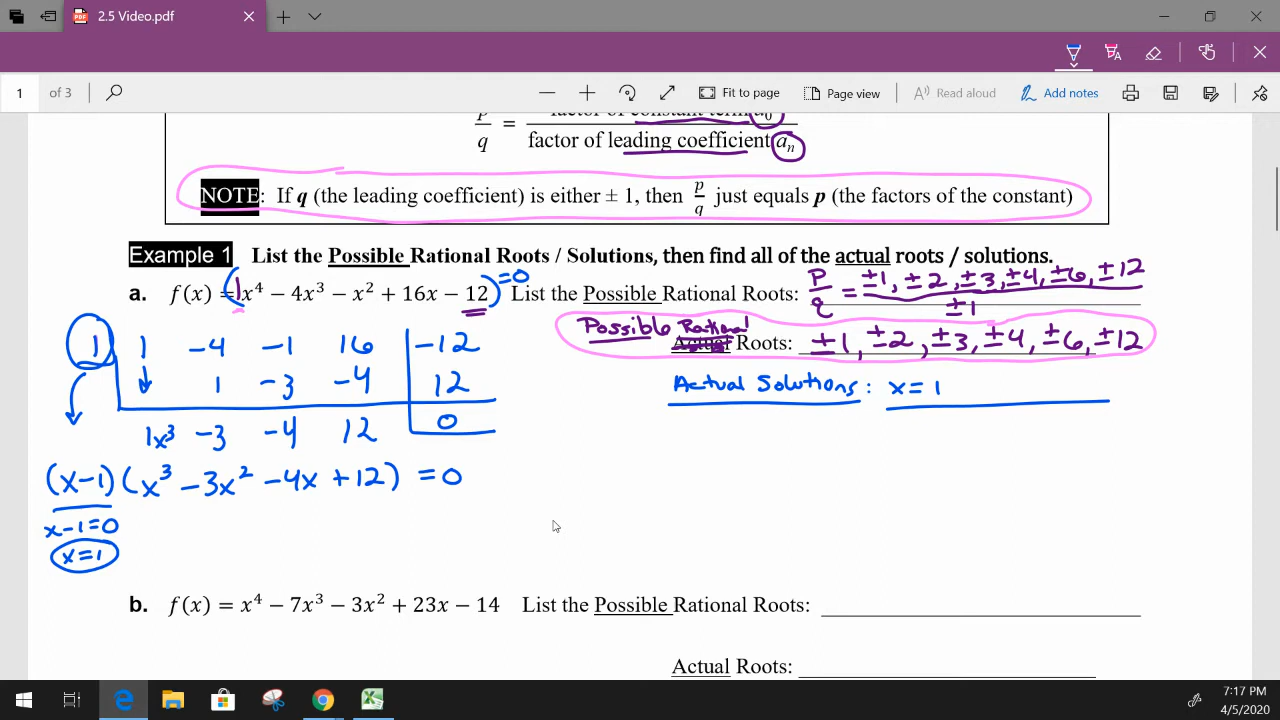 2.5 Video.pdf
1 of 3 Fit to page Page view Read aloud Add notes
p/q = factor of constant term a₀ / factor of leading coefficient aₙ
NOTE: If q (the leading coefficient) is either ± 1, then p/q just equals p (the factors of the constant)
Example 1 List the Possible Rational Roots / Solutions, then find all of the actual roots / solutions.
a. f(x) = (1x⁴ − 4x³ − x² + 16x − 12) = 0 List the Possible Rational Roots: P/q = ±1, ±2, ±3, ±4, ±6, ±12 / ±1
Possible Rational
Actual Roots: ±1, ±2, ±3, ±4, ±6, ±12
1 1 -4 -1 16 -12
↓ 1 -3 -4 12
Actual Solutions: x = 1
1x³ -3 -4 12 0
(x-1)(x³ - 3x² - 4x + 12) = 0
x-1=0
x=1
b. f(x) = x⁴ − 7x³ − 3x² + 23x − 14 List the Possible Rational Roots:
Actual Roots:
7:17 PM
4/5/2020